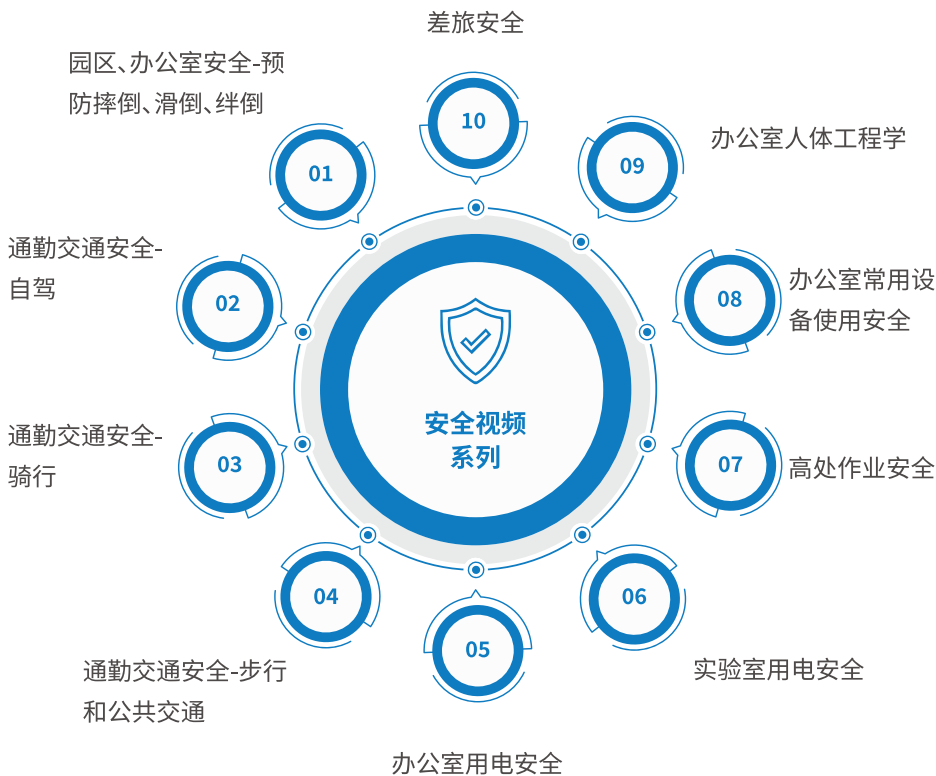 差旅安全
10
园区、办公室安全-预
防摔倒、滑倒、绊倒
01
办公室人体工程学
09
通勤交通安全-
自驾
02
办公室常用设
备使用安全
08
安全视频
系列
通勤交通安全-
骑行
03
高处作业安全
07
通勤交通安全-步行
和公共交通
04
实验室用电安全
06
办公室用电安全
05